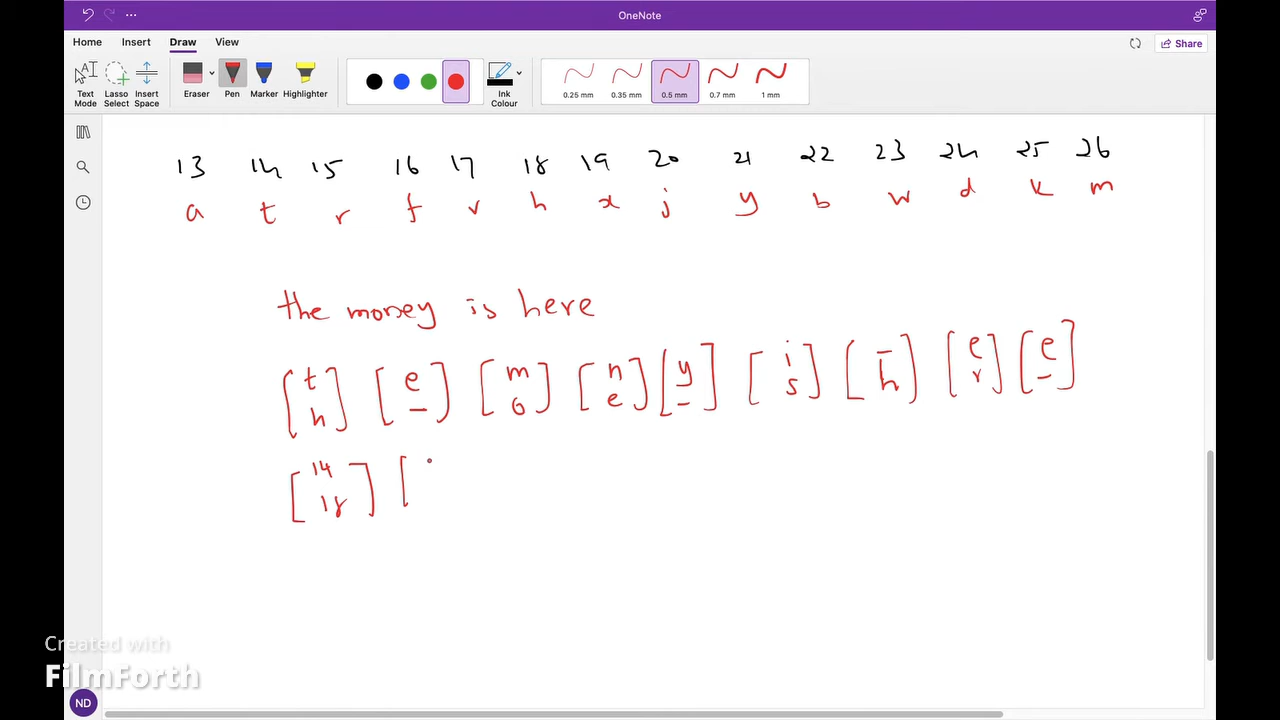 OneNote
Home Insert Draw View
Share
Text Mode Lasso Select Insert Space Eraser Pen Marker Highlighter Ink Colour 0.25 mm 0.35 mm 0.5 mm 0.7 mm 1 mm
13 14 15 16 17 18 19 20 21 22 23 24 25 26
a t r f v h x j y b w d k m
the money is here
[t h] [e _] [m o] [n e] [y _] [i s] [_ h] [e r] [e _]
[14 18] [
Created with
FilmForth
ND